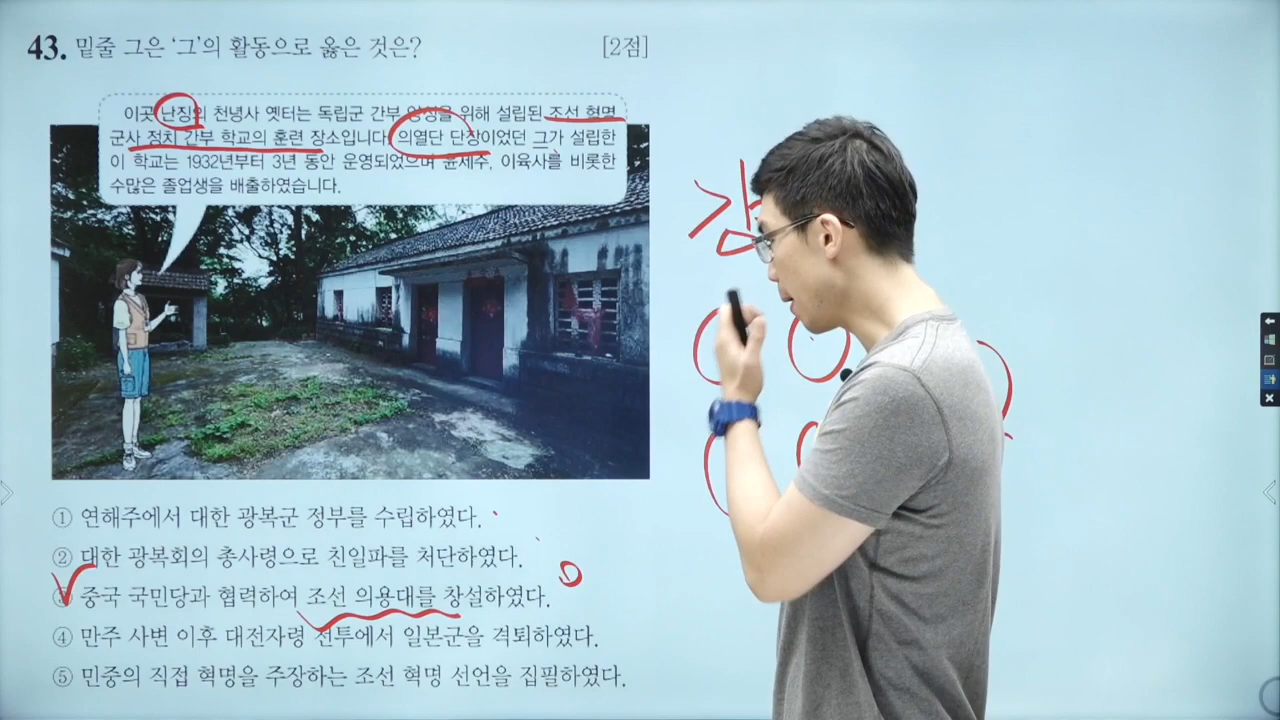 43. 밑줄 그은 '그'의 활동으로 옳은 것은? [2점]
이곳 난징의 천녕사 옛터는 독립군 간부 양성을 위해 설립된 조선 혁명
군사 정치 간부 학교의 훈련 장소입니다. 의열단 단장이었던 그가 설립한
이 학교는 1932년부터 3년 동안 운영되었으며 윤세주, 이육사를 비롯한
수많은 졸업생을 배출하였습니다.
① 연해주에서 대한 광복군 정부를 수립하였다.
② 대한 광복회의 총사령으로 친일파를 처단하였다.
③ 중국 국민당과 협력하여 조선 의용대를 창설하였다.
④ 만주 사변 이후 대전자령 전투에서 일본군을 격퇴하였다.
⑤ 민중의 직접 혁명을 주장하는 조선 혁명 선언을 집필하였다.